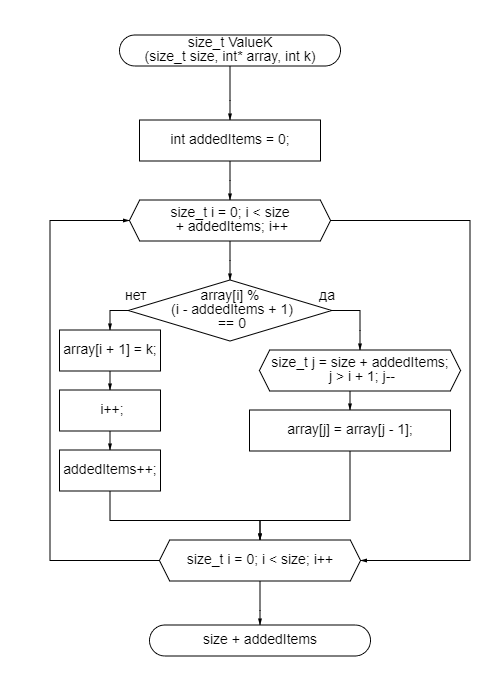 size_t ValueK
(size_t size, int* array, int k)
int addedItems = 0;
size_t i = 0; i < size
+ addedItems; i++
нет
array[i] %
(i - addedItems + 1)
== 0
да
array[i + 1] = k;
size_t j = size + addedItems;
j > i + 1; j--
i++;
array[j] = array[j - 1];
addedItems++;
size_t i = 0; i < size; i++
size + addedItems